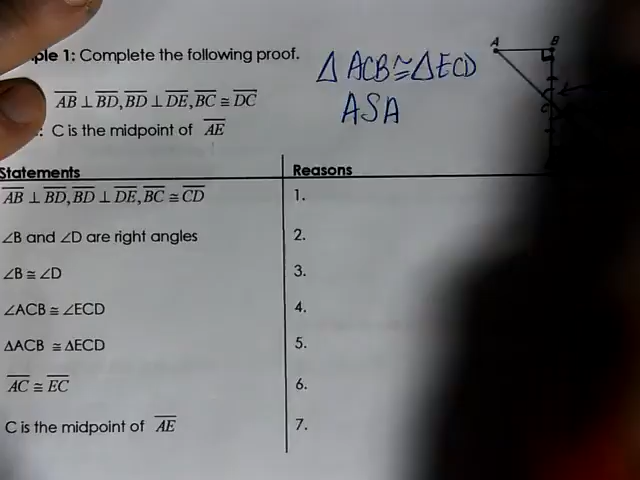 ple 1: Complete the following proof.
△ ACB ≅ △ECD
ASA
A B
AB ⊥ BD, BD ⊥ DE, BC ≅ DC
: C is the midpoint of AE
Statements Reasons
AB ⊥ BD, BD ⊥ DE, BC ≅ CD 1.
∠B and ∠D are right angles 2.
∠B ≅ ∠D 3.
∠ACB ≅ ∠ECD 4.
ΔACB ≅ ΔECD 5.
AC ≅ EC 6.
C is the midpoint of AE 7.